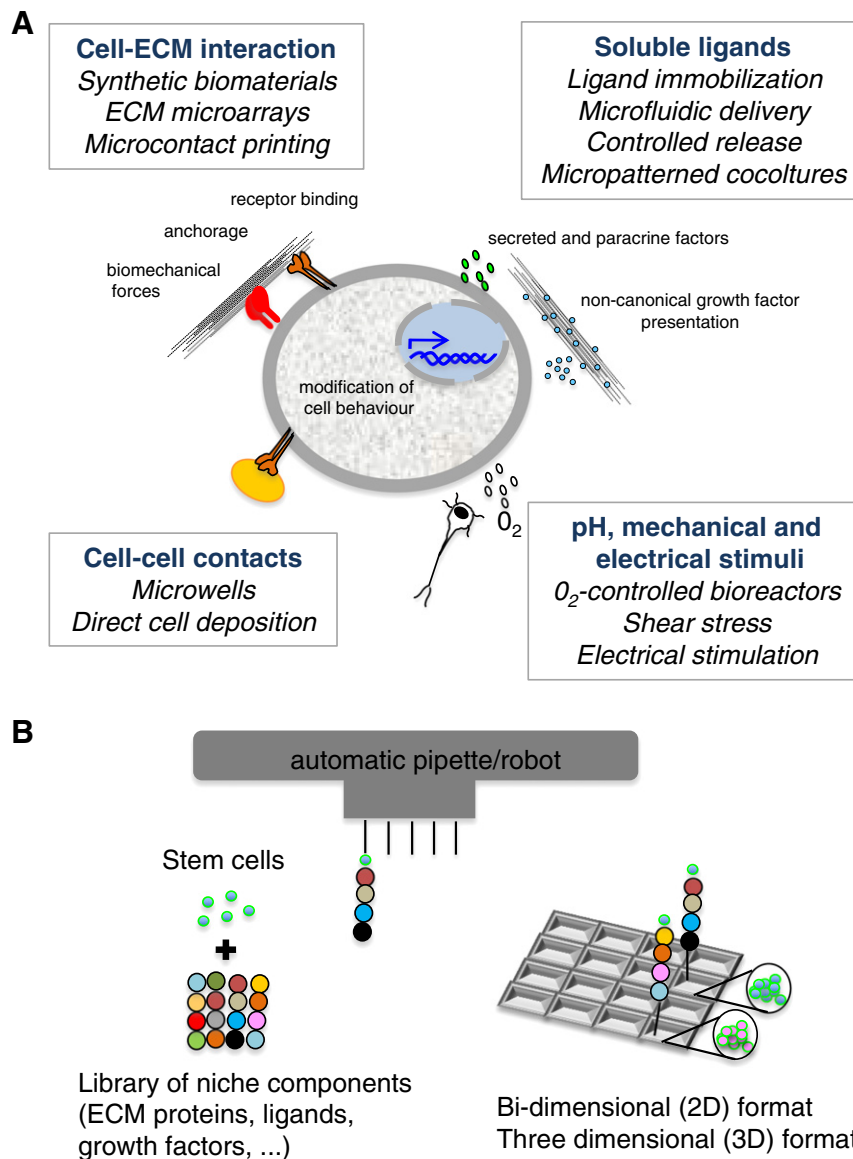 A
Cell-ECM interaction
Synthetic biomaterials
ECM microarrays
Microcontact printing
Soluble ligands
Ligand immobilization
Microfluidic delivery
Controlled release
Micropatterned cocoltures
receptor binding
anchorage
biomechanical
forces
secreted and paracrine factors
non-canonical growth factor
presentation
modification of
cell behaviour
0₂
Cell-cell contacts
Microwells
Direct cell deposition
pH, mechanical and
electrical stimuli
0₂-controlled bioreactors
Shear stress
Electrical stimulation
B
automatic pipette/robot
Stem cells
Library of niche components
(ECM proteins, ligands,
growth factors, ...)
Bi-dimensional (2D) format
Three dimensional (3D) format